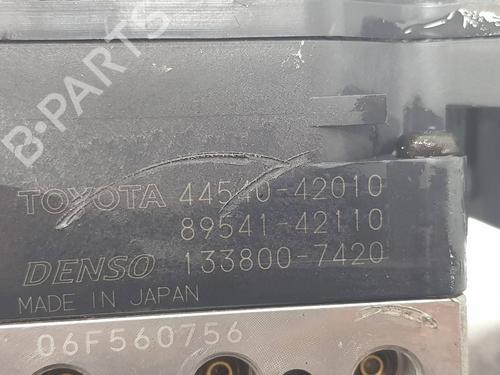 B-PARTS
TOYOTA 44540-42010
89541-42110
DENSO 133800-7420
MADE IN JAPAN
06F560756